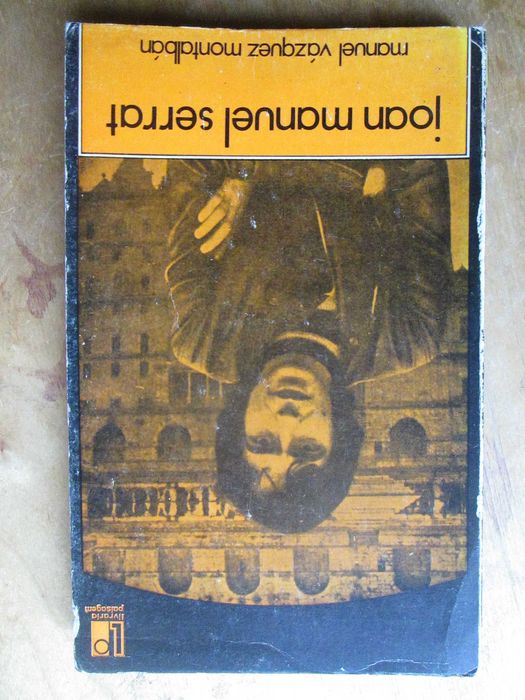 livraria
paisagem
joan manuel serrat
manuel vázquez montalbán